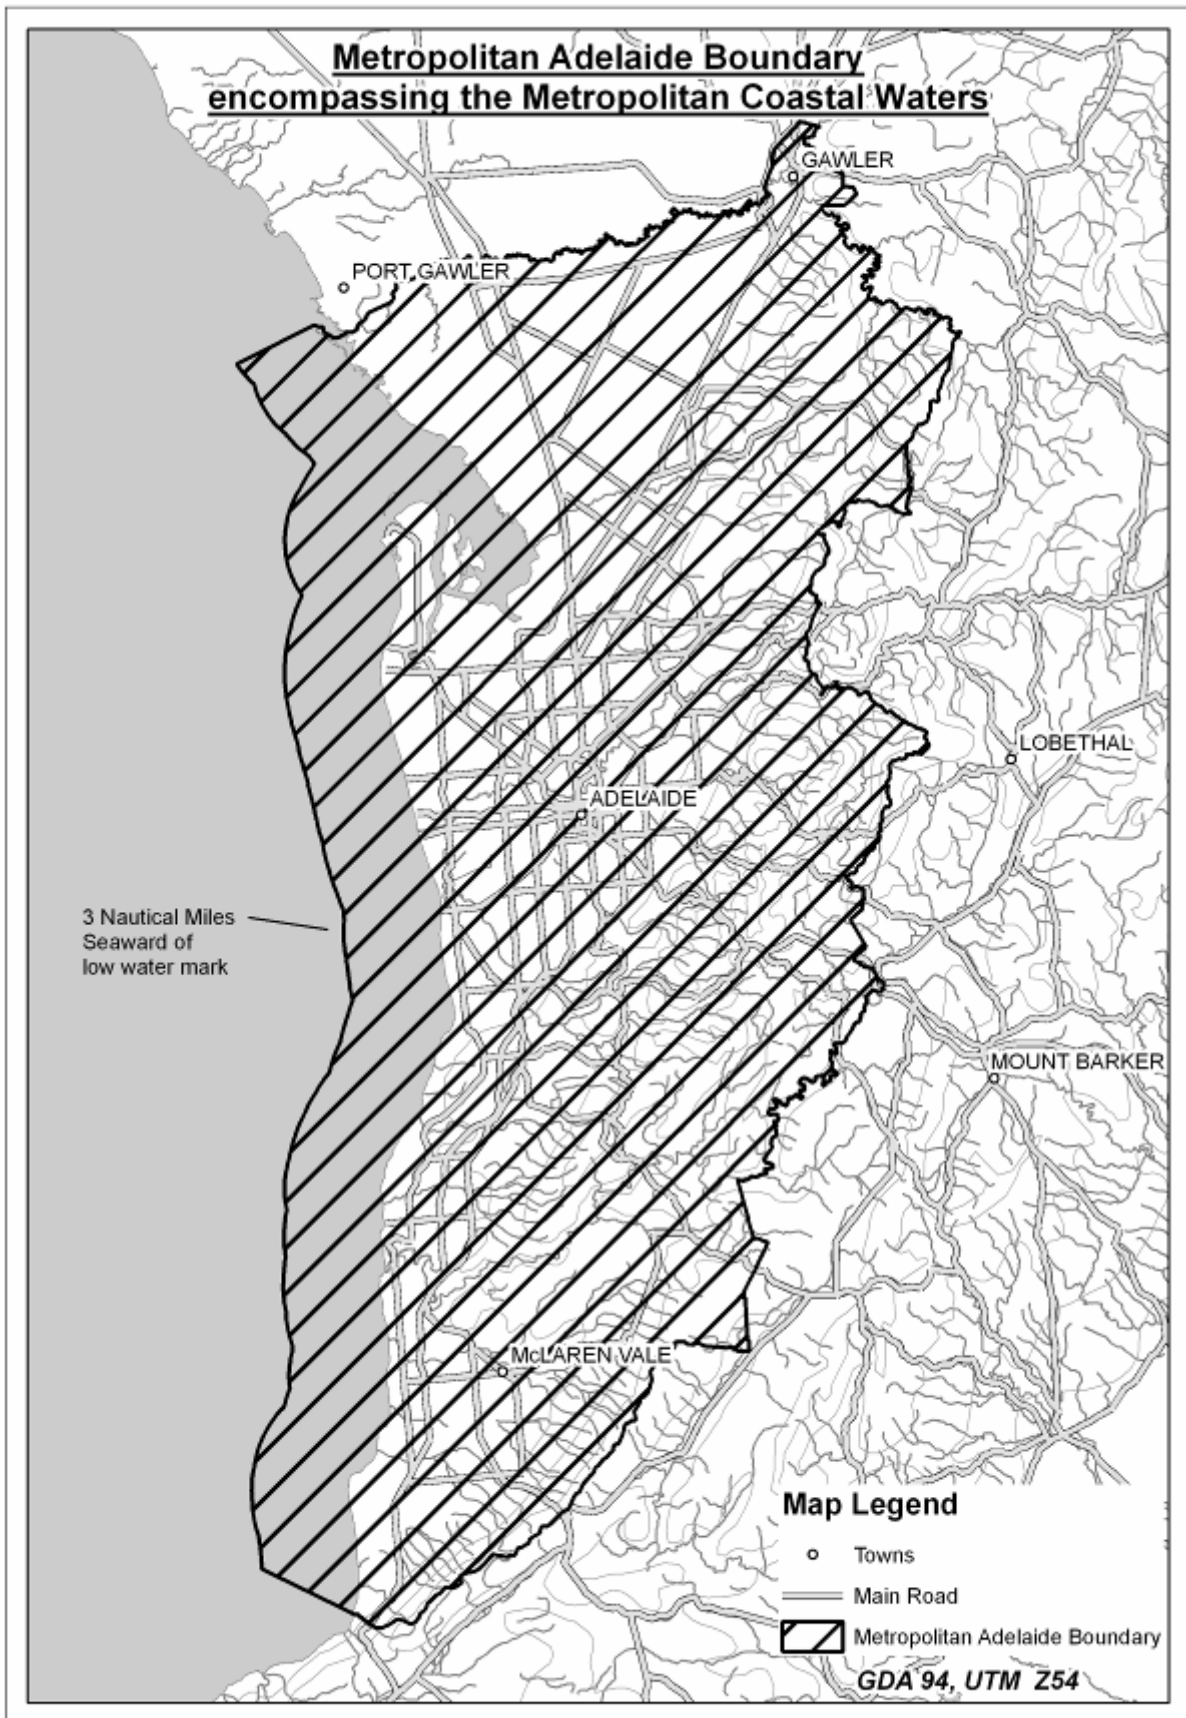 Metropolitan Adelaide Boundary
encompassing the Metropolitan Coastal Waters
GAWLER
PORT GAWLER
LOBETHAL
ADELAIDE
3 Nautical Miles
Seaward of
low water mark
MOUNT BARKER
McLAREN VALE
Map Legend
Towns
Main Road
Metropolitan Adelaide Boundary
GDA 94, UTM Z54